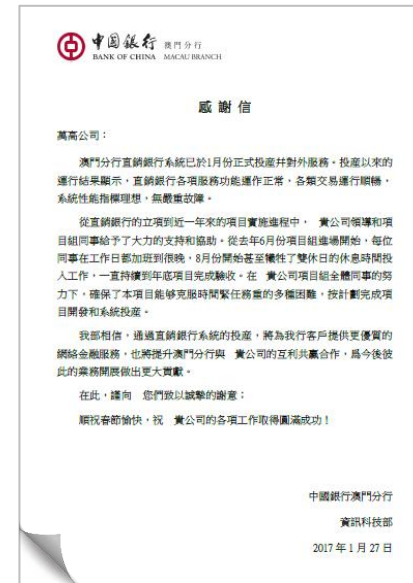 中國銀行 澳門分行
BANK OF CHINA MACAU BRANCH
感謝信
萬高公司：
澳門分行直銷銀行系統已於1月份正式投産幷對外服務。投産以來的
運行結果顯示，直銷銀行各項服務功能運作正常，各類交易運行順暢，
系統性能指標理想，無嚴重故障。
從直銷銀行的立項到近一年來的項目實施進程中， 貴公司領導和項
目組同事給予了大力的支持和協助。從去年6月份項目組進場開始，每位
同事在工作日都加班到很晚，8月份開始甚至犧牲了雙休日的休息時間投
入工作，一直持續到年底項目完成驗收。在 貴公司項目組全體同事的努
力下，確保了本項目能够克服時間緊任務重的多種困難，按計劃完成項
目開發和系統投産。
我部相信，通過直銷銀行系統的投産，將為我行客戶提供更優質的
網絡金融服務，也將提升澳門分行與 貴公司的互利共贏合作，爲今後彼
此的業務開展做出更大貢獻。
在此，謹向 您們致以誠摯的謝意；
順祝春節愉快，祝 貴公司的各項工作取得圓滿成功！
中國銀行澳門分行
資訊科技部
2017年1月27日